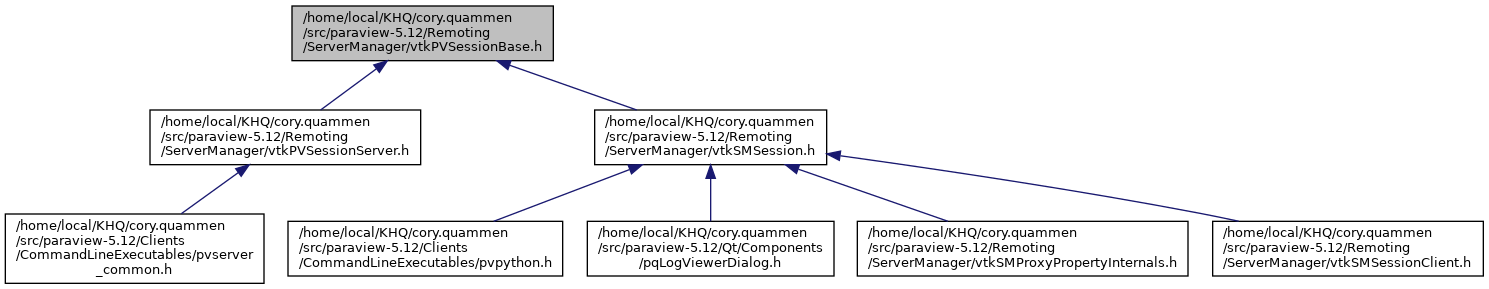 /home/local/KHQ/cory.quammen
/src/paraview-5.12/Remoting
/ServerManager/vtkPVSessionBase.h
/home/local/KHQ/cory.quammen
/src/paraview-5.12/Remoting
/ServerManager/vtkPVSessionServer.h
/home/local/KHQ/cory.quammen
/src/paraview-5.12/Remoting
/ServerManager/vtkSMSession.h
/home/local/KHQ/cory.quammen
/src/paraview-5.12/Clients
/CommandLineExecutables/pvserver
_common.h
/home/local/KHQ/cory.quammen
/src/paraview-5.12/Clients
/CommandLineExecutables/pvpython.h
/home/local/KHQ/cory.quammen
/src/paraview-5.12/Qt/Components
/pqLogViewerDialog.h
/home/local/KHQ/cory.quammen
/src/paraview-5.12/Remoting
/ServerManager/vtkSMProxyPropertyInternals.h
/home/local/KHQ/cory.quammen
/src/paraview-5.12/Remoting
/ServerManager/vtkSMSessionClient.h